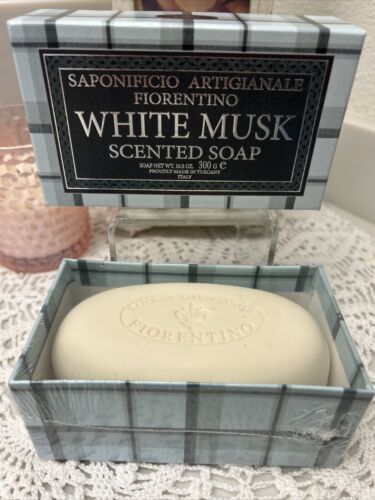 SAPONIFICIO ARTIGIANALE
FIORENTINO
WHITE MUSK
SCENTED SOAP
SOAP NET WT. 10.5 OZ. 300 G ℮
PROUDLY MADE IN TUSCANY
ITALY
FIORENTINO